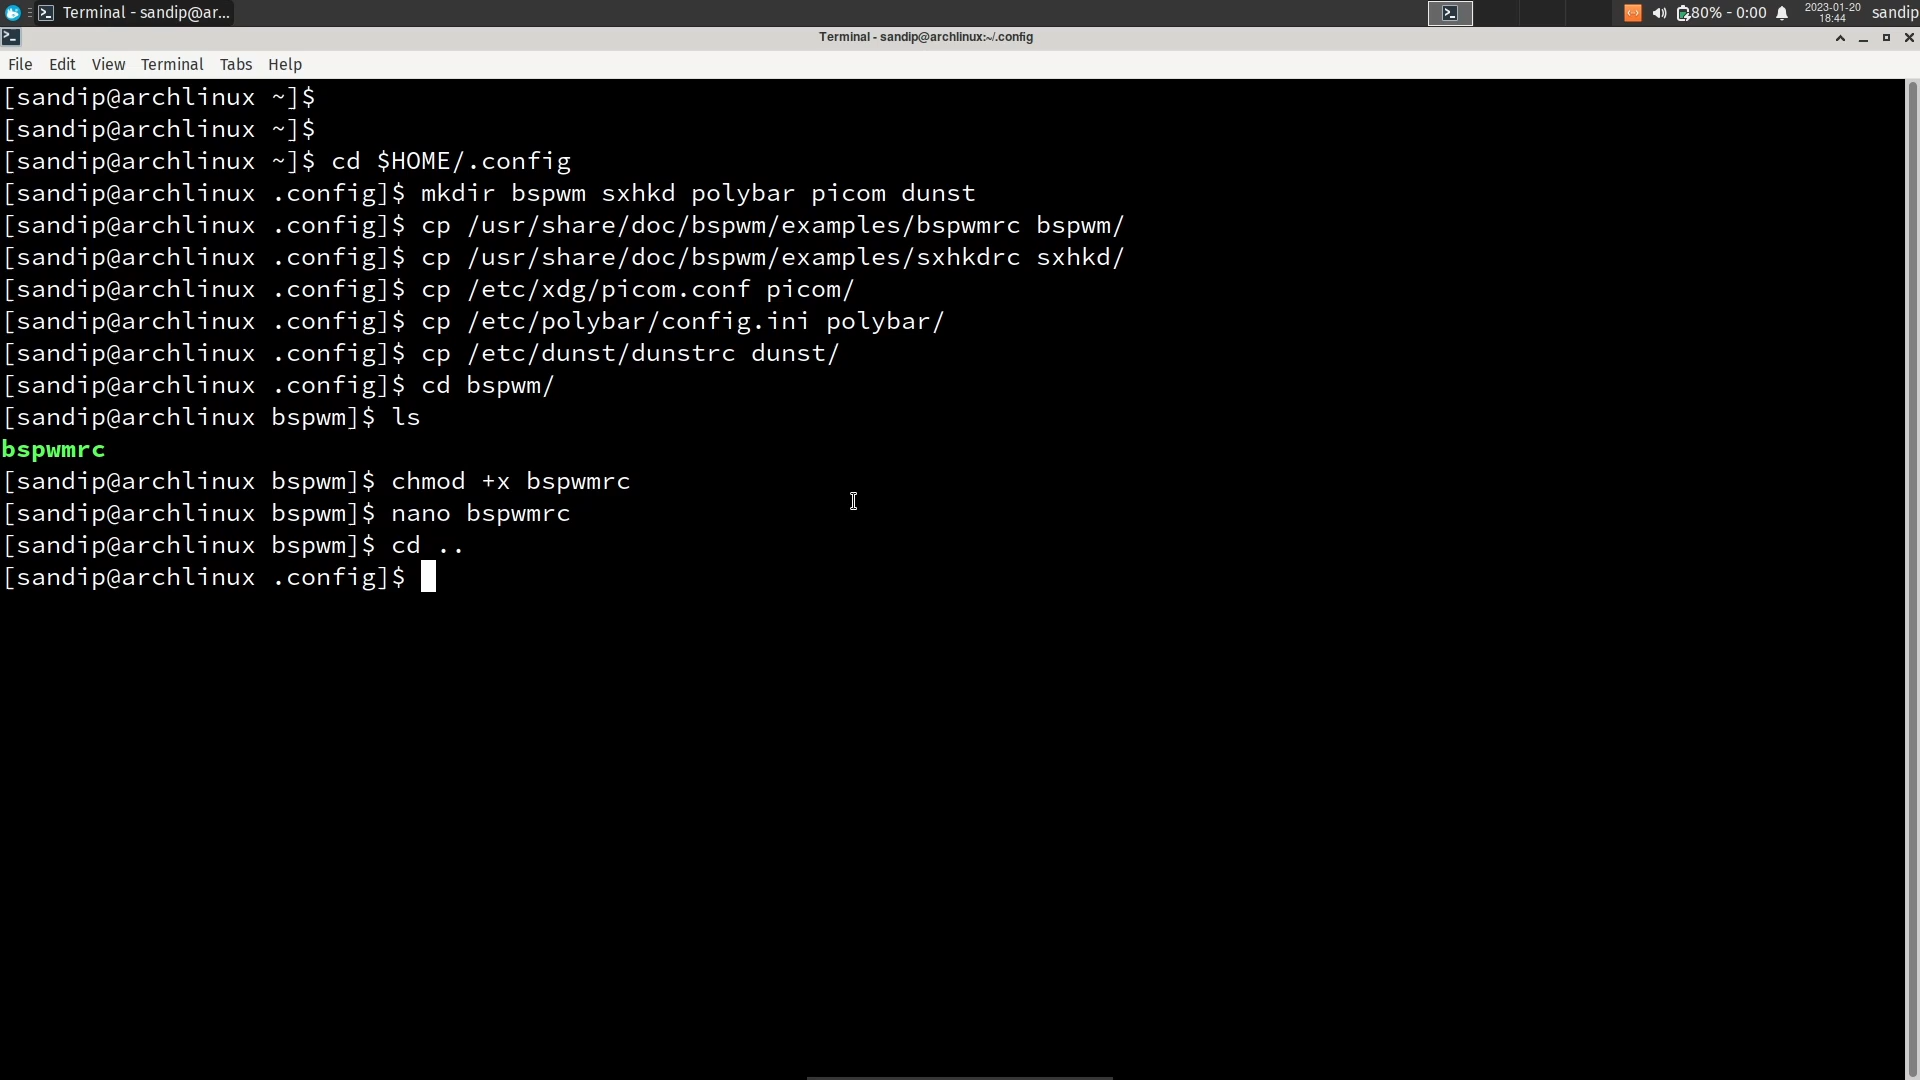 Terminal - sandip@ar...
80% - 0:00
2023-01-20
18:44
sandip
Terminal - sandip@archlinux:~/.config
File Edit View Terminal Tabs Help
[sandip@archlinux ~]$
[sandip@archlinux ~]$
[sandip@archlinux ~]$ cd $HOME/.config
[sandip@archlinux .config]$ mkdir bspwm sxhkd polybar picom dunst
[sandip@archlinux .config]$ cp /usr/share/doc/bspwm/examples/bspwmrc bspwm/
[sandip@archlinux .config]$ cp /usr/share/doc/bspwm/examples/sxhkdrc sxhkd/
[sandip@archlinux .config]$ cp /etc/xdg/picom.conf picom/
[sandip@archlinux .config]$ cp /etc/polybar/config.ini polybar/
[sandip@archlinux .config]$ cp /etc/dunst/dunstrc dunst/
[sandip@archlinux .config]$ cd bspwm/
[sandip@archlinux bspwm]$ ls
bspwmrc
[sandip@archlinux bspwm]$ chmod +x bspwmrc
[sandip@archlinux bspwm]$ nano bspwmrc
[sandip@archlinux bspwm]$ cd ..
[sandip@archlinux .config]$